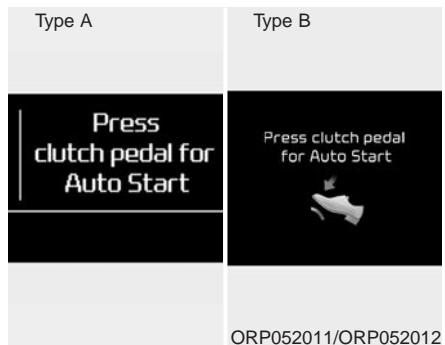 Type A
Type B
Press
clutch pedal for
Auto Start
Press clutch pedal
for Auto Start
ORP052011/ORP052012